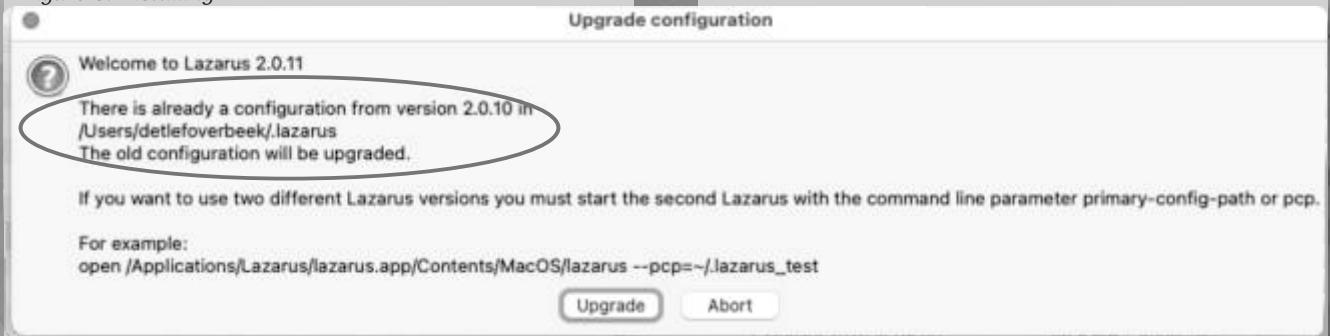 Upgrade configuration
Welcome to Lazarus 2.0.11
There is already a configuration from version 2.0.10 in
/Users/detlefoverbeek/.lazarus
The old configuration will be upgraded.
If you want to use two different Lazarus versions you must start the second Lazarus with the command line parameter primary-config-path or pcp.
For example:
open /Applications/Lazarus/lazarus.app/Contents/MacOS/lazarus --pcp=~/.lazarus_test
Upgrade
Abort